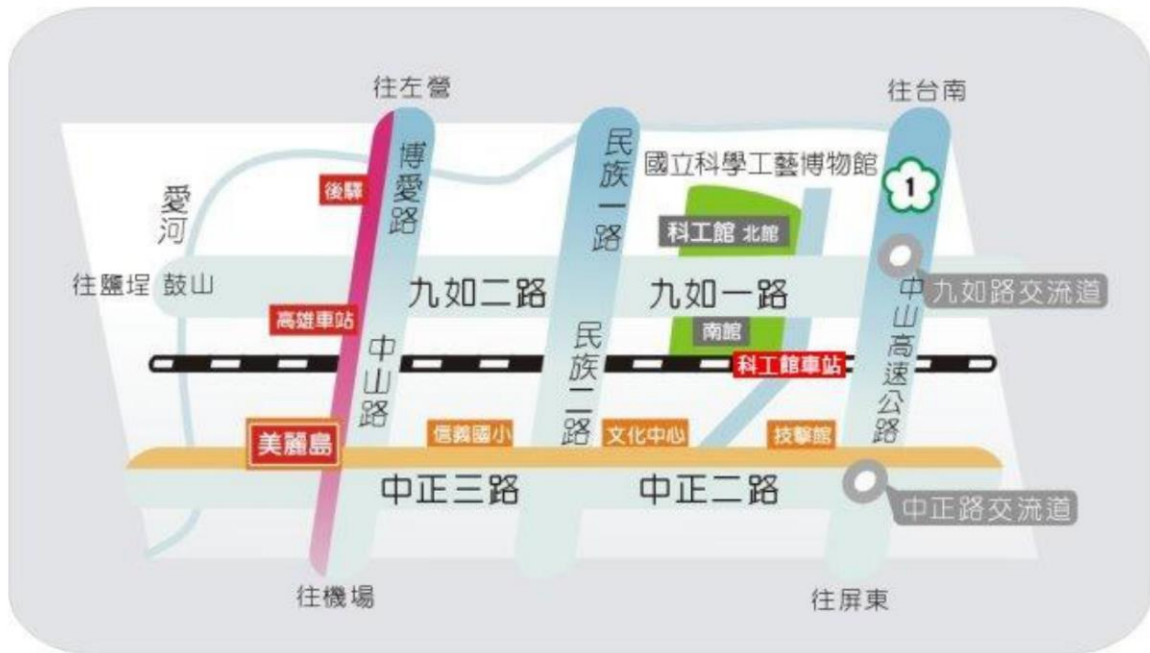 往左營
往台南
博愛路
民族一路
國立科學工藝博物館
1
後驛
愛河
科工館 北館
往鹽埕 鼓山
九如二路
九如一路
九如路交流道
高雄車站
南館
中山路
民族二路
科工館車站
中山高速公路
美麗島
信義國小
文化中心
技擊館
中正三路
中正二路
中正路交流道
往機場
往屏東